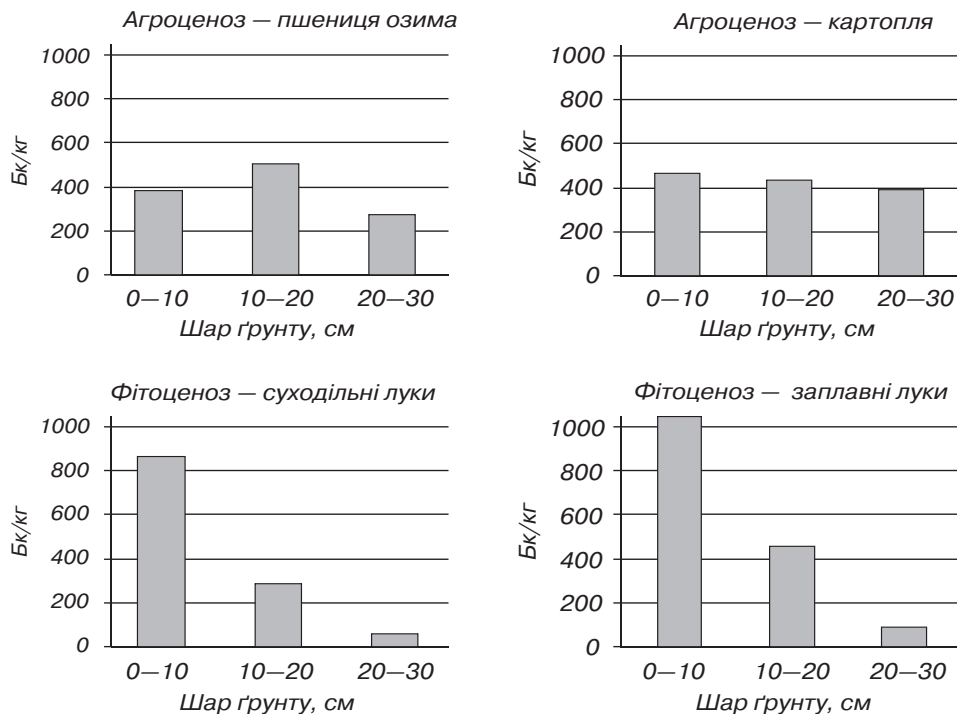 Агроценоз — пшениця озима
1000
800
600
400
200
0
Бк/кг
0—10 10—20 20—30
Шар ґрунту, см
Агроценоз — картопля
1000
800
600
400
200
0
Бк/кг
0—10 10—20 20—30
Шар ґрунту, см
Фітоценоз — суходільні луки
1000
800
600
400
200
0
Бк/кг
0—10 10—20 20—30
Шар ґрунту, см
Фітоценоз — заплавні луки
1000
800
600
400
200
0
Бк/кг
0—10 10—20 20—30
Шар ґрунту, см